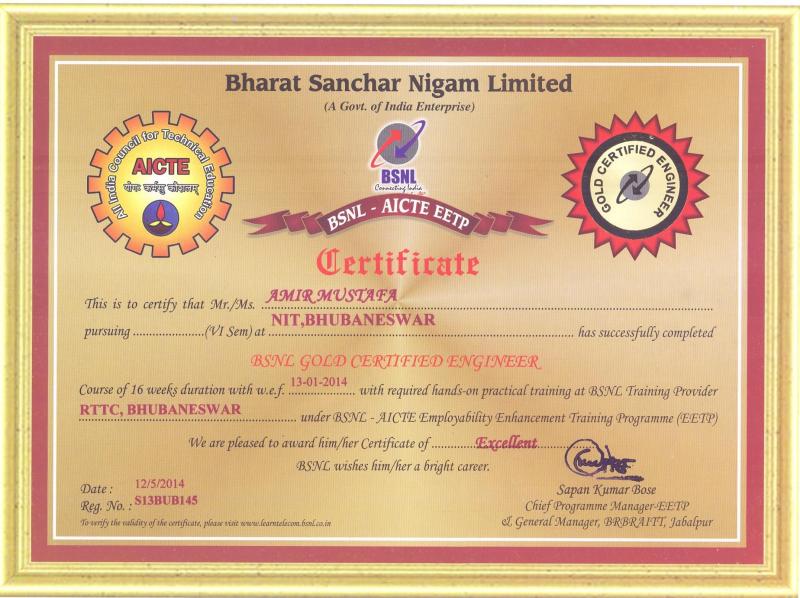 Bharat Sanchar Nigam Limited
(A Govt. of India Enterprise)
All India Council for Technical Education
AICTE
योगः कर्मसु कौशलम्
BSNL
Connecting India
GOLD CERTIFIED ENGINEER
BSNL - AICTE EETP
Certificate
This is to certify that Mr./Ms. AMIR MUSTAFA
pursuing ....................(VI Sem) at NIT,BHUBANESWAR has successfully completed
BSNL GOLD CERTIFIED ENGINEER
Course of 16 weeks duration with w.e.f. 13-01-2014 with required hands-on practical training at BSNL Training Provider
RTTC, BHUBANESWAR under BSNL - AICTE Employability Enhancement Training Programme (EETP)
We are pleased to award him/her Certificate of ........... Excellent
BSNL wishes him/her a bright career.
Date : 12/5/2014
Reg. No. : S13BUB145
To verify the validity of the certificate, please visit www.learntelecom.bsnl.co.in
Sapan Kumar Bose
Chief Programme Manager-EETP
& General Manager, BRBRAITT, Jabalpur